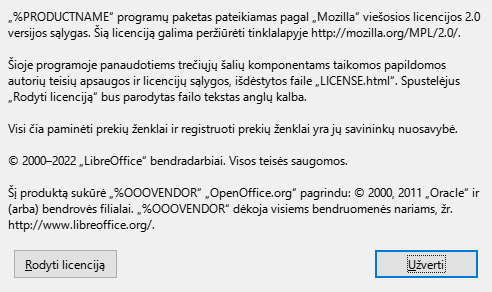 „%PRODUCTNAME“ programų paketas pateikiamas pagal „Mozilla“ viešosios licencijos 2.0
versijos sąlygas. Šią licenciją galima peržiūrėti tinklalapyje http://mozilla.org/MPL/2.0/.
Šioje programoje panaudotiems trečiųjų šalių komponentams taikomos papildomos
autorių teisių apsaugos ir licencijų sąlygos, išdėstytos faile „LICENSE.html“. Spustelėjus
„Rodyti licenciją“ bus parodytas failo tekstas anglų kalba.
Visi čia paminėti prekių ženklai ir registruoti prekių ženklai yra jų savininkų nuosavybė.
© 2000–2022 „LibreOffice“ bendradarbiai. Visos teisės saugomos.
Šį produktą sukūrė „%OOOVENDOR“ „OpenOffice.org“ pagrindu: © 2000, 2011 „Oracle“ ir
(arba) bendrovės filialai. „%OOOVENDOR“ dėkoja visiems bendruomenės nariams, žr.
http://www.libreoffice.org/.
Rodyti licenciją
Užverti